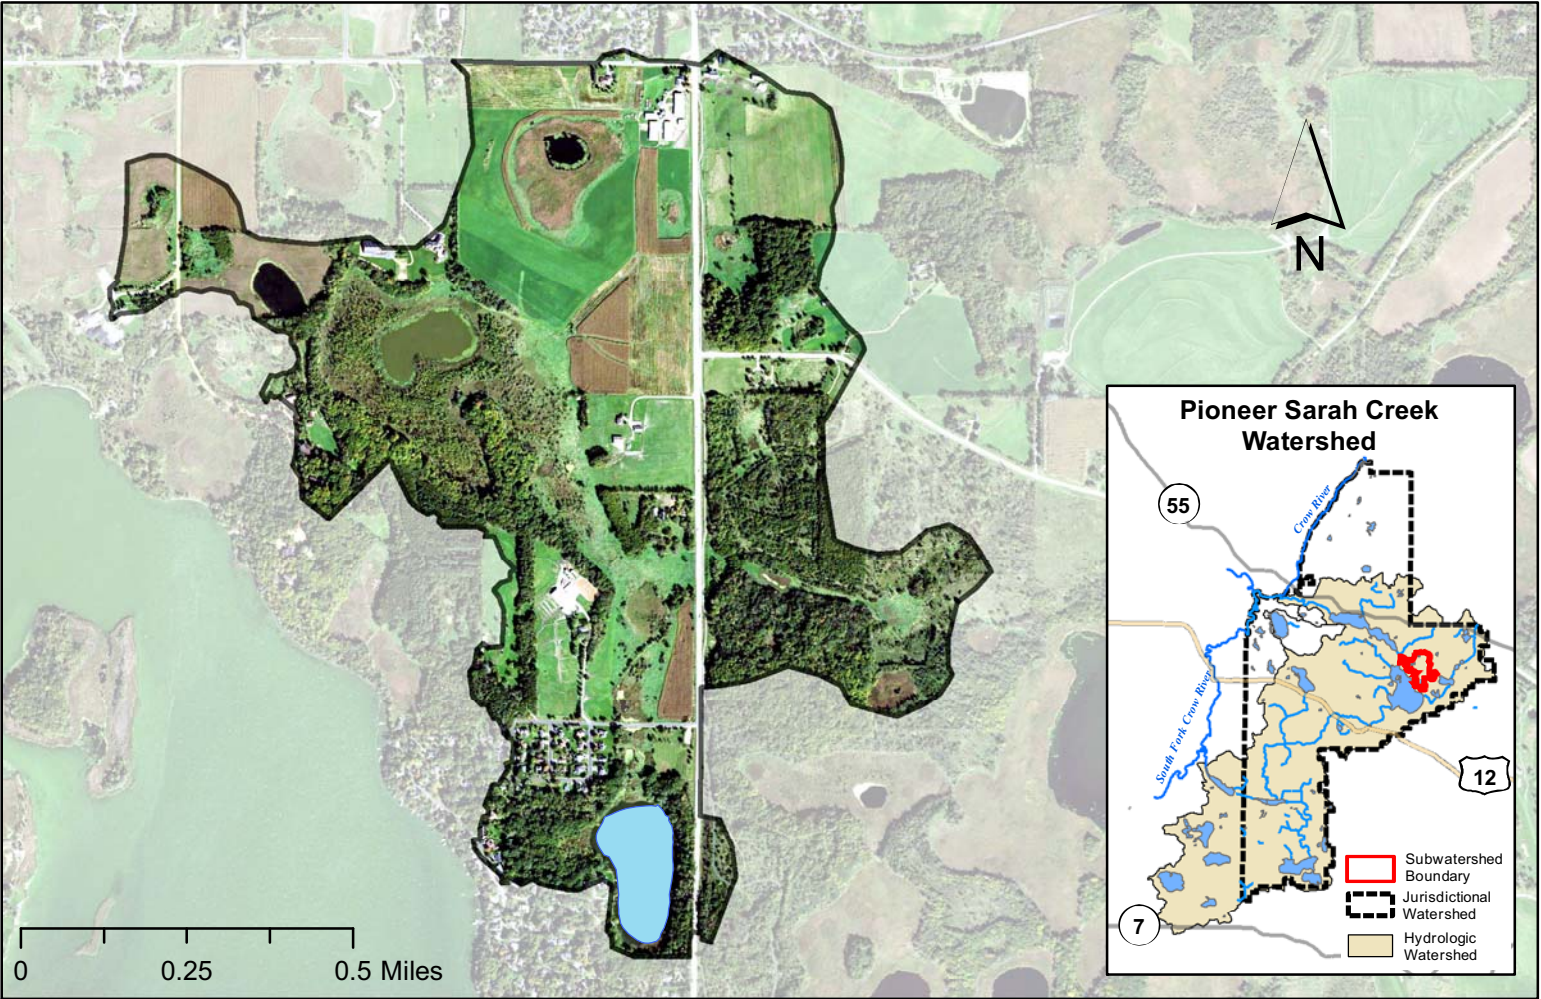 N
Pioneer Sarah Creek
Watershed
55
Crow River
South Fork Crow River
12
7
Subwatershed
Boundary
Jurisdictional
Watershed
Hydrologic
Watershed
0
0.25
0.5 Miles